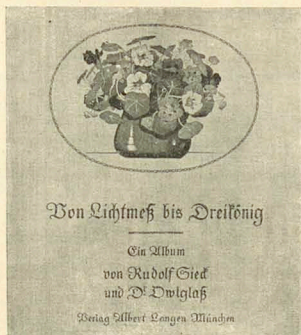 Von Lichtmeß bis Dreikönig
Ein Album
von Rudolf Sieck
und Dr Owlglaß
Verlag Albert Langen München